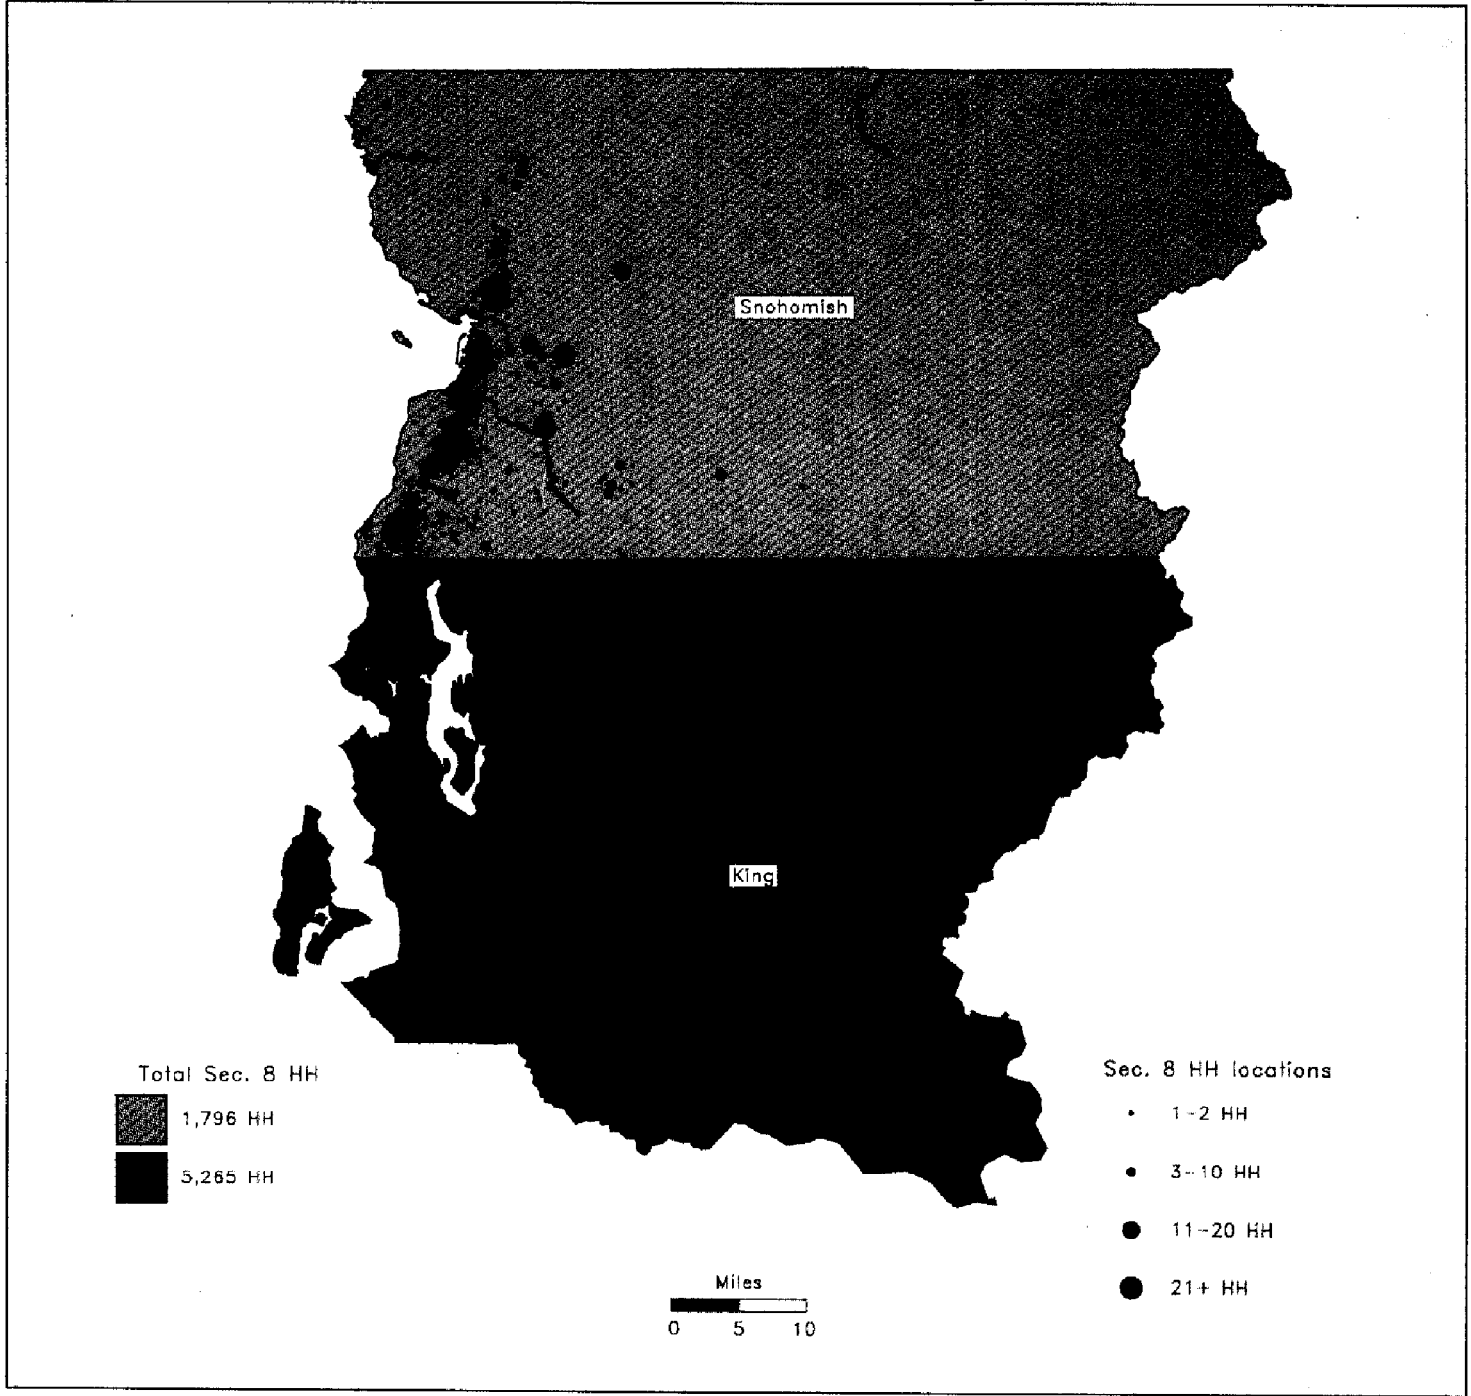 Snohomish
King
Total Sec. 8 HH
1,796 HH
5,265 HH
Sec. 8 HH locations
1-2 HH
3-10 HH
11-20 HH
21+ HH
Miles
0 5 10